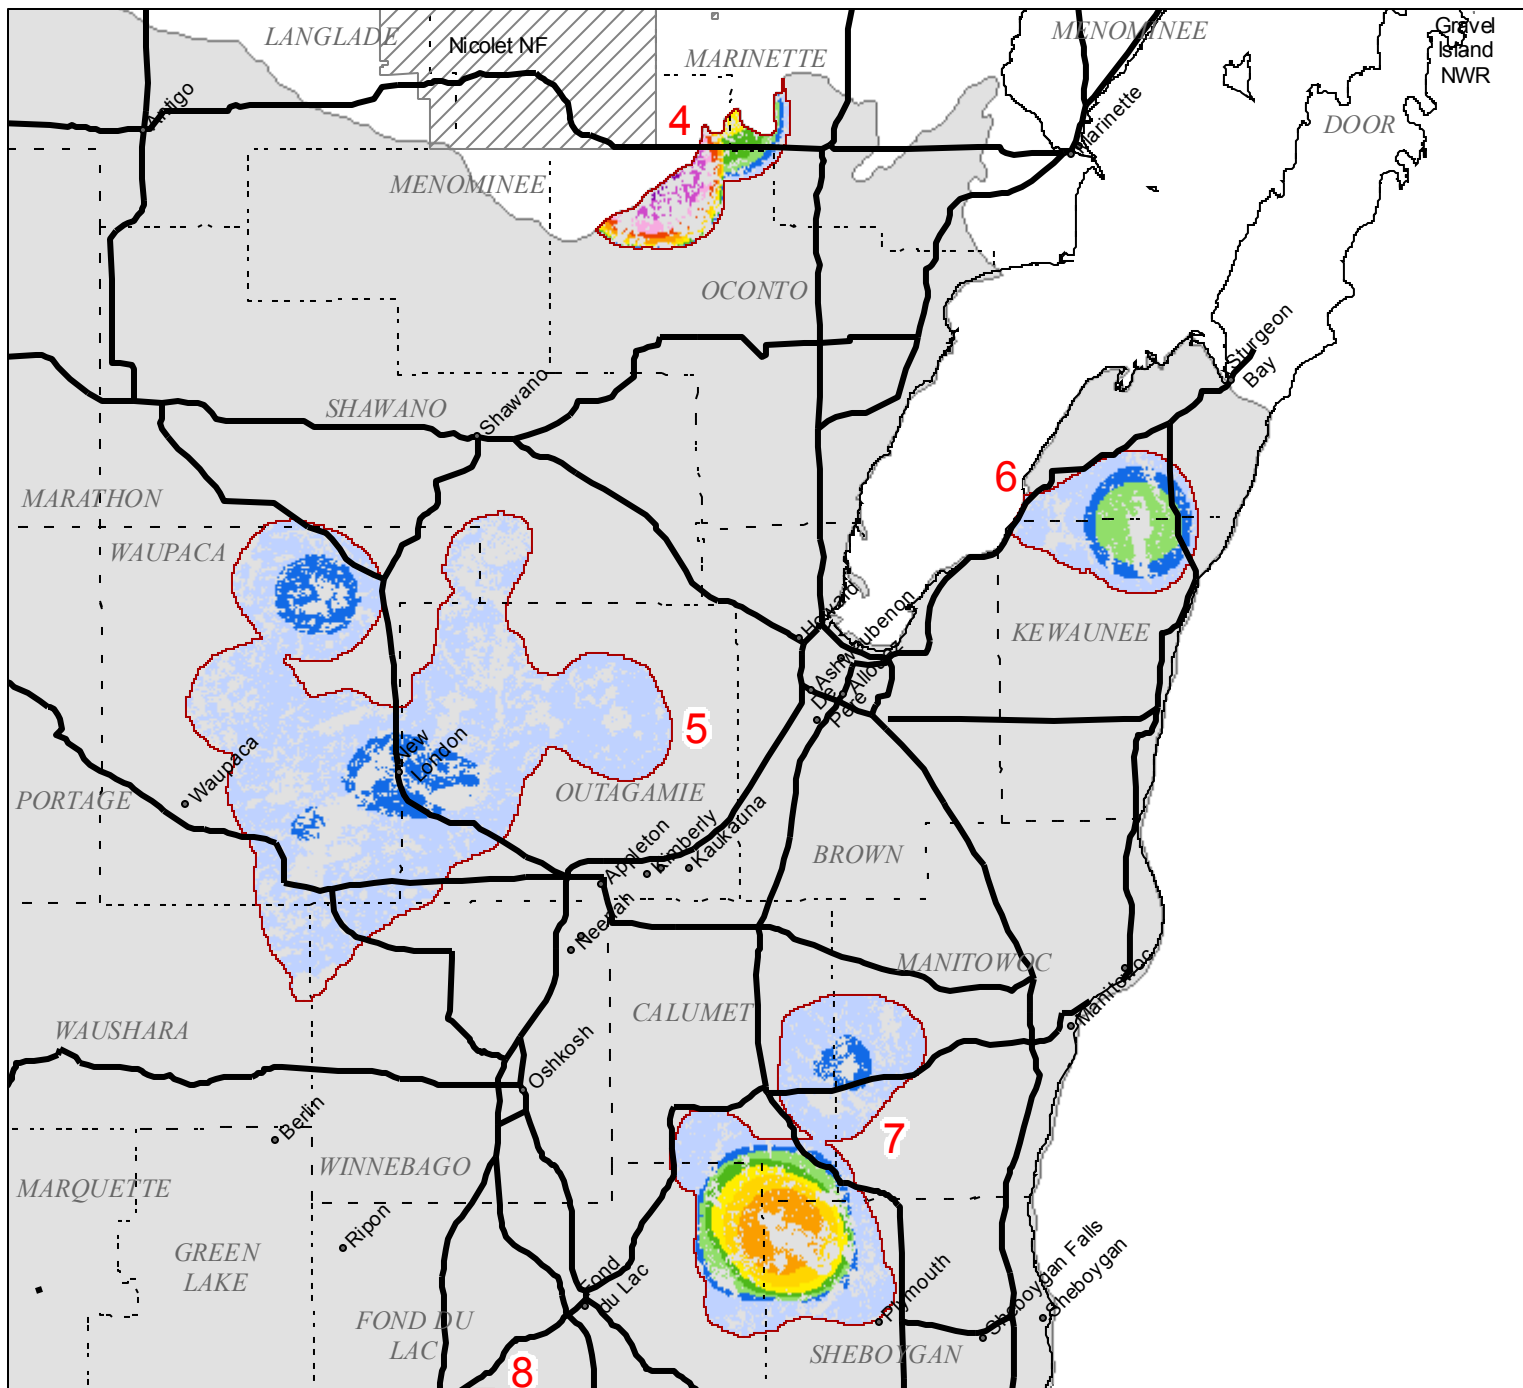 LANGLADE
Nicolet NF
MARINETTE
MENOMINEE
Gravel
Island
NWR
Antigo
4
Marinette
DOOR
MENOMINEE
OCONTO
Sturgeon
Bay
SHAWANO
Shawano
MARATHON
6
WAUPACA
Howard
Ashwaubenon
Allouez
De
Pere
KEWAUNEE
5
New
London
Waupaca
PORTAGE
OUTAGAMIE
Appleton
Kimberly
Kaukauna
BROWN
Neenah
MANITOWOC
Manitowoc
CALUMET
WAUSHARA
Oshkosh
Berlin
7
WINNEBAGO
MARQUETTE
Ripon
GREEN
LAKE
Fond
du Lac
Plymouth
Sheboygan Falls
Sheboygan
FOND DU
LAC
SHEBOYGAN
8